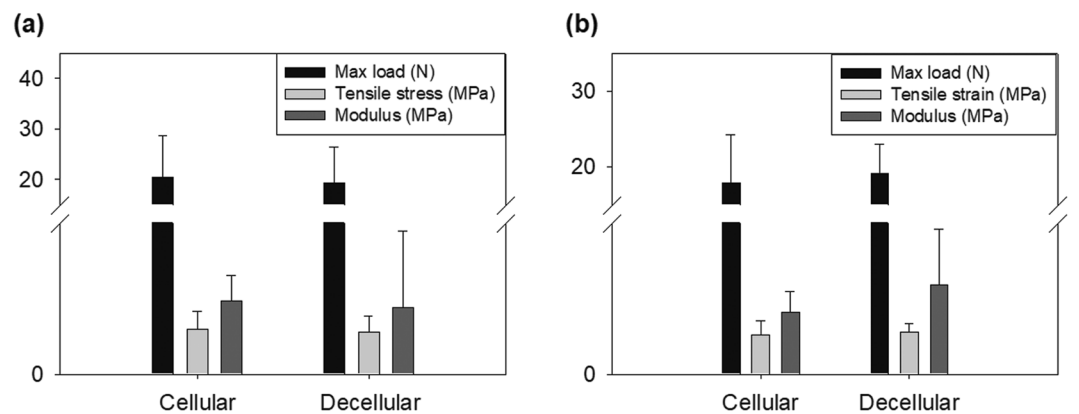 (a)
40
30
20
0
Max load (N)
Tensile stress (MPa)
Modulus (MPa)
Cellular
Decellular
(b)
30
20
0
Max load (N)
Tensile strain (MPa)
Modulus (MPa)
Cellular
Decellular